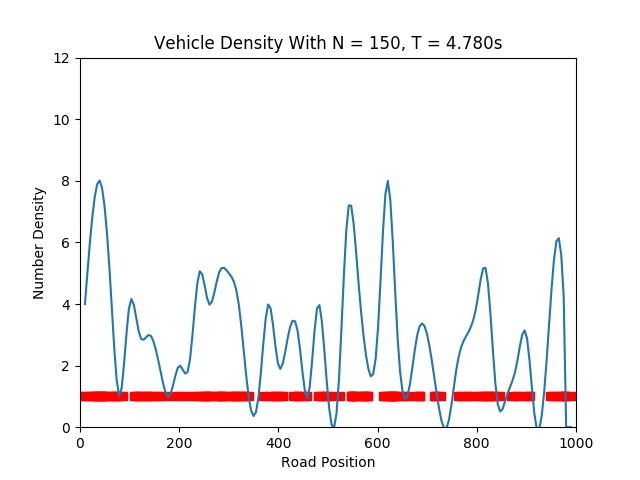 Vehicle Density With N = 150, T = 4.780s
Number Density
12
10
8
6
4
2
0
0 200 400 600 800 1000
Road Position